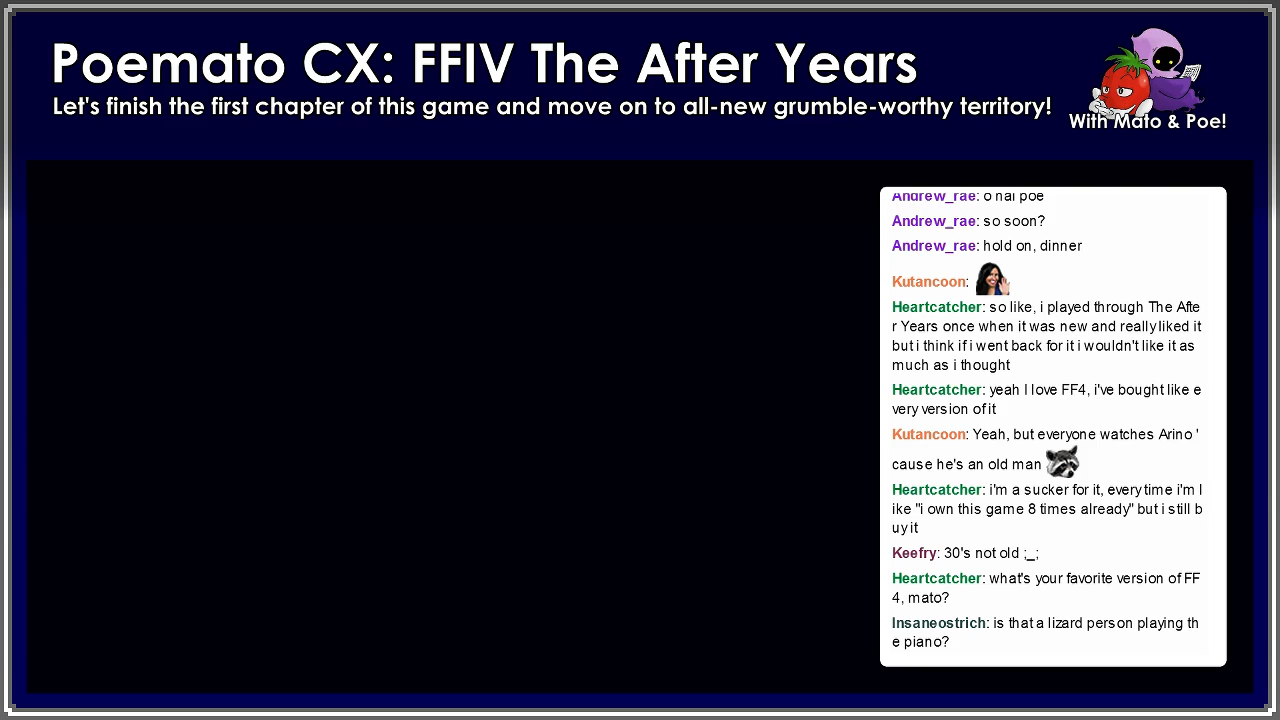 Poemato CX: FFIV The After Years
Let's finish the first chapter of this game and move on to all-new grumble-worthy territory!
With Mato & Poe!
Andrew_rae: o nai poe
Andrew_rae: so soon?
Andrew_rae: hold on, dinner
Kutancoon:
Heartcatcher: so like, i played through The Afte
r Years once when it was new and really liked it
but i think if i went back for it i wouldn't like it as
much as i thought
Heartcatcher: yeah I love FF4, i've bought like e
very version of it
Kutancoon: Yeah, but everyone watches Arino '
cause he's an old man
Heartcatcher: i'm a sucker for it, every time i'm l
ike "i own this game 8 times already" but i still b
uy it
Keefry: 30's not old ;_;
Heartcatcher: what's your favorite version of FF
4, mato?
Insaneostrich: is that a lizard person playing th
e piano?